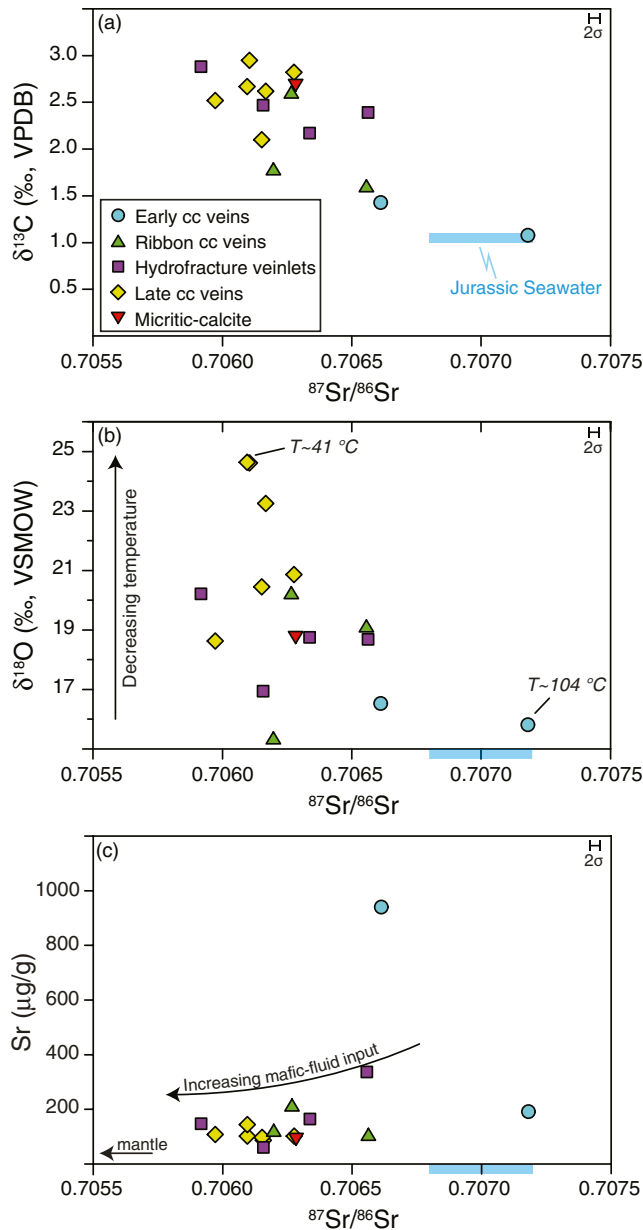 (a)
2σ
3.0
2.5
2.0
1.5
1.0
0.5
δ¹³C (‰, VPDB)
Early cc veins
Ribbon cc veins
Hydrofracture veinlets
Late cc veins
Micritic-calcite
Jurassic Seawater
0.7055 0.7060 0.7065 0.7070 0.7075
⁸⁷Sr/⁸⁶Sr
(b)
2σ
T~41 °C
25
23
21
19
17
δ¹⁸O (‰, VSMOW)
Decreasing temperature
T~104 °C
0.7055 0.7060 0.7065 0.7070 0.7075
⁸⁷Sr/⁸⁶Sr
(c)
2σ
1000
800
600
400
200
Sr (µg/g)
Increasing mafic-fluid input
mantle
0.7055 0.7060 0.7065 0.7070 0.7075
⁸⁷Sr/⁸⁶Sr